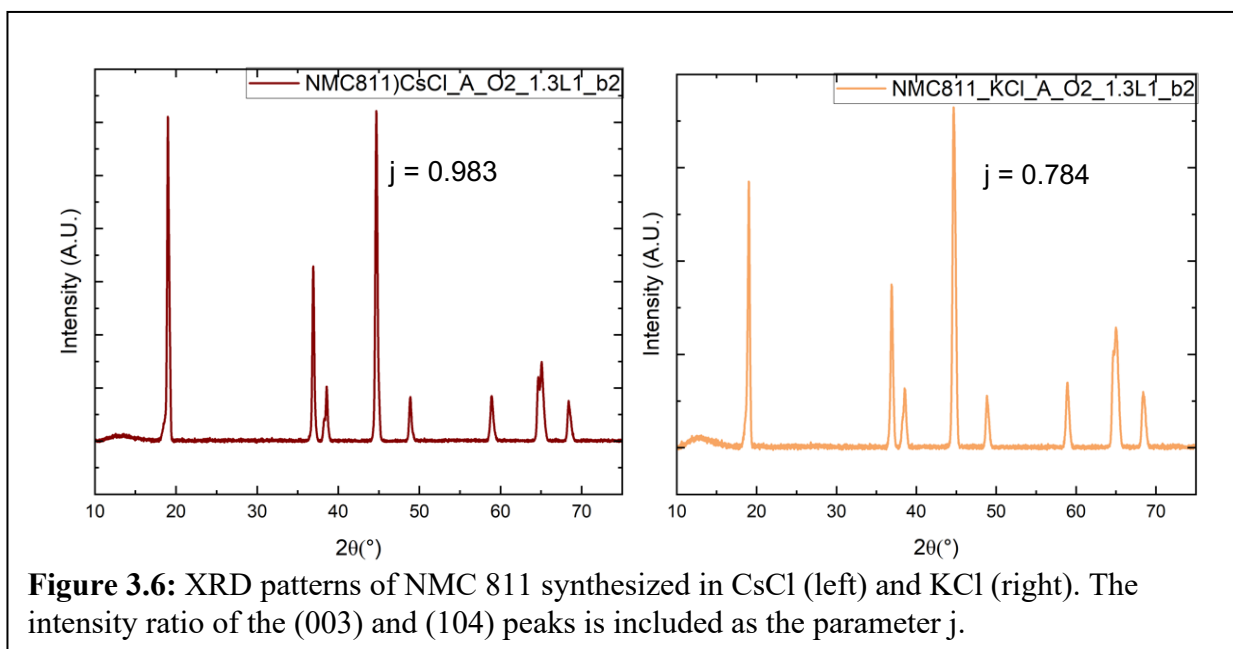 NMC811)CsCl_A_O2_1.3L1_b2
j = 0.983
Intensity (A.U.)
10 20 30 40 50 60 70
2θ(°)
NMC811_KCl_A_O2_1.3L1_b2
j = 0.784
Intensity (A.U.)
10 20 30 40 50 60 70
2θ(°)
Figure 3.6: XRD patterns of NMC 811 synthesized in CsCl (left) and KCl (right). The
intensity ratio of the (003) and (104) peaks is included as the parameter j.